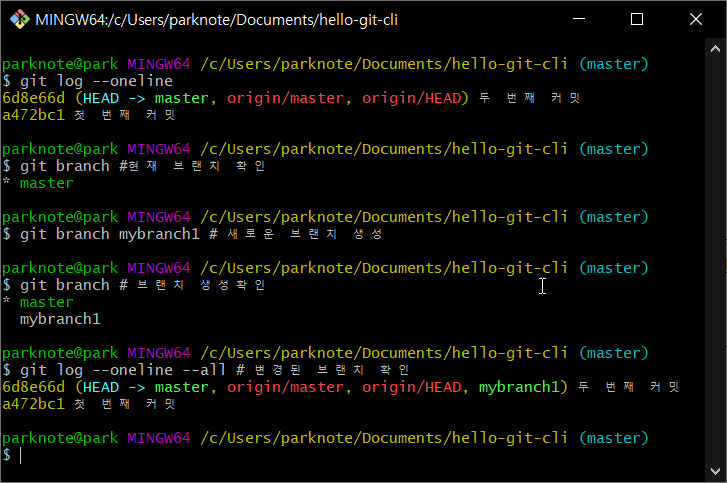 MINGW64:/c/Users/parknote/Documents/hello-git-cli
parknote@park MINGW64 /c/Users/parknote/Documents/hello-git-cli (master)
$ git log --oneline
6d8e66d (HEAD -> master, origin/master, origin/HEAD) 두 번째 커밋
a472bc1 첫 번째 커밋
parknote@park MINGW64 /c/Users/parknote/Documents/hello-git-cli (master)
$ git branch #현재 브랜치 확인
* master
parknote@park MINGW64 /c/Users/parknote/Documents/hello-git-cli (master)
$ git branch mybranch1 # 새로운 브랜치 생성
parknote@park MINGW64 /c/Users/parknote/Documents/hello-git-cli (master)
$ git branch # 브랜치 생성확인
* master
mybranch1
parknote@park MINGW64 /c/Users/parknote/Documents/hello-git-cli (master)
$ git log --oneline --all # 변경된 브랜치 확인
6d8e66d (HEAD -> master, origin/master, origin/HEAD, mybranch1) 두 번째 커밋
a472bc1 첫 번째 커밋
parknote@park MINGW64 /c/Users/parknote/Documents/hello-git-cli (master)
$